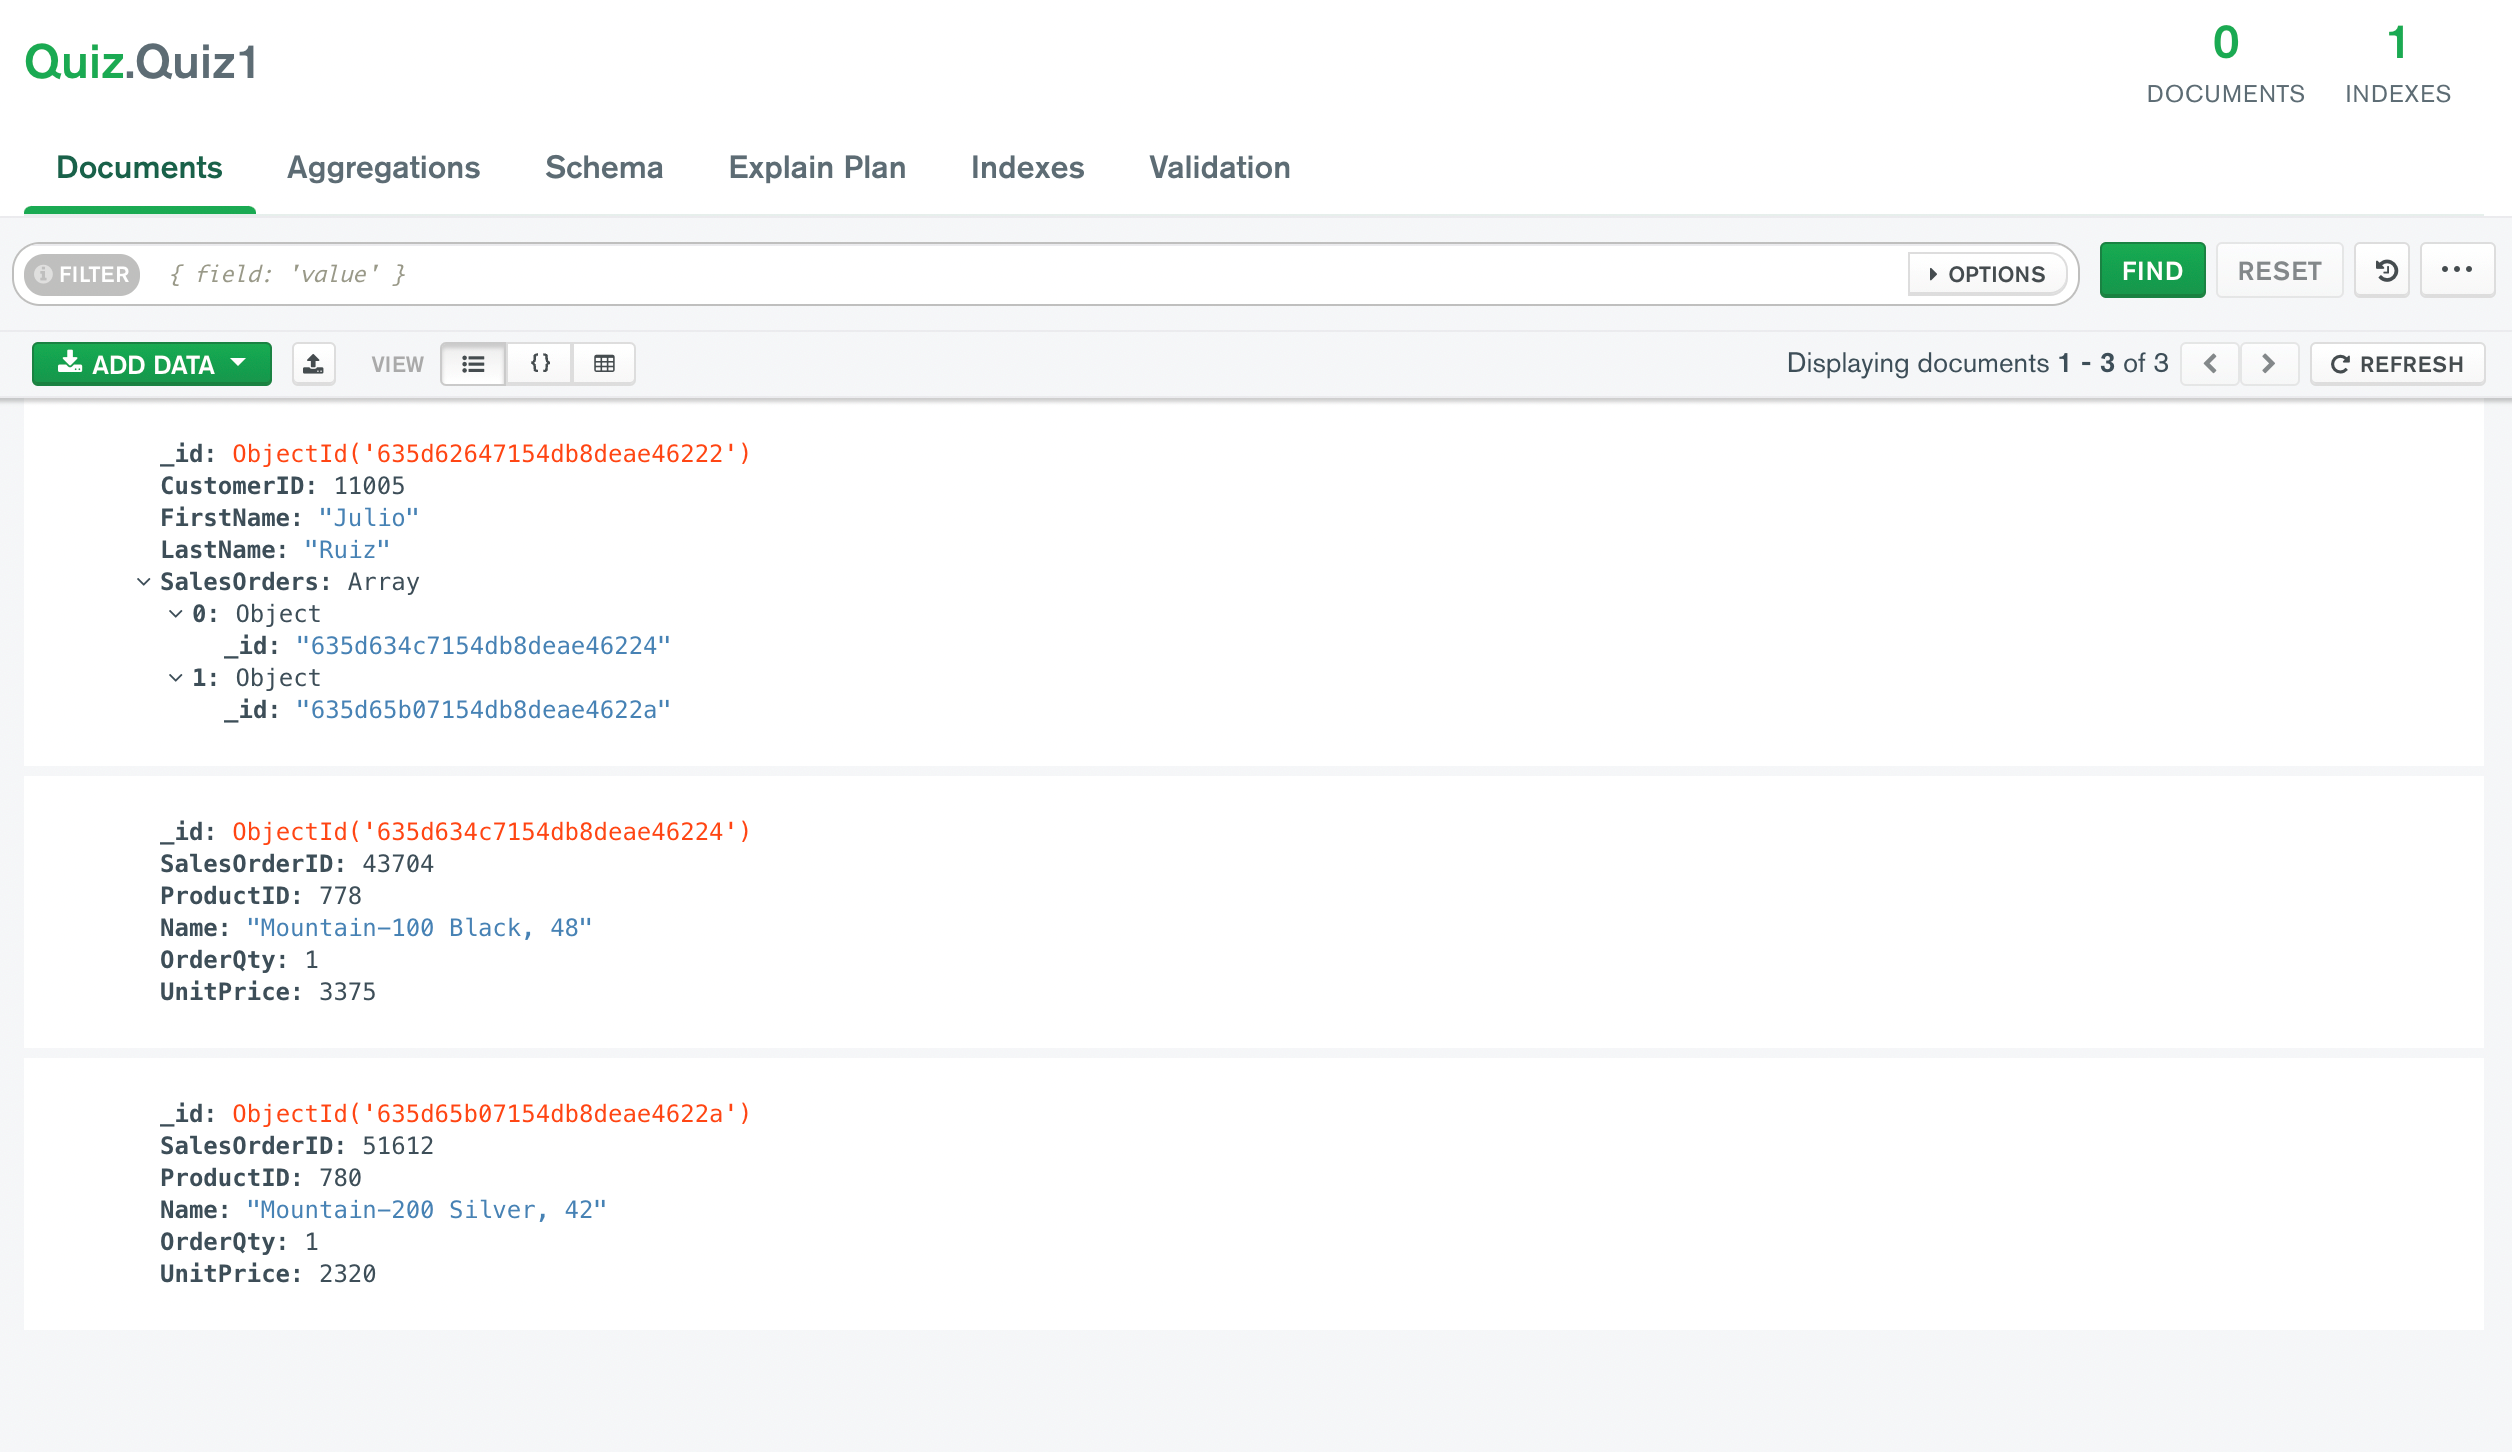 Quiz.Quiz1
0
DOCUMENTS
1
INDEXES
Documents Aggregations Schema Explain Plan Indexes Validation
FILTER { field: 'value' } OPTIONS FIND RESET
ADD DATA VIEW {} Displaying documents 1 - 3 of 3 REFRESH
_id: ObjectId('635d62647154db8deae46222')
CustomerID: 11005
FirstName: "Julio"
LastName: "Ruiz"
SalesOrders: Array
0: Object
_id: "635d634c7154db8deae46224"
1: Object
_id: "635d65b07154db8deae4622a"
_id: ObjectId('635d634c7154db8deae46224')
SalesOrderID: 43704
ProductID: 778
Name: "Mountain-100 Black, 48"
OrderQty: 1
UnitPrice: 3375
_id: ObjectId('635d65b07154db8deae4622a')
SalesOrderID: 51612
ProductID: 780
Name: "Mountain-200 Silver, 42"
OrderQty: 1
UnitPrice: 2320